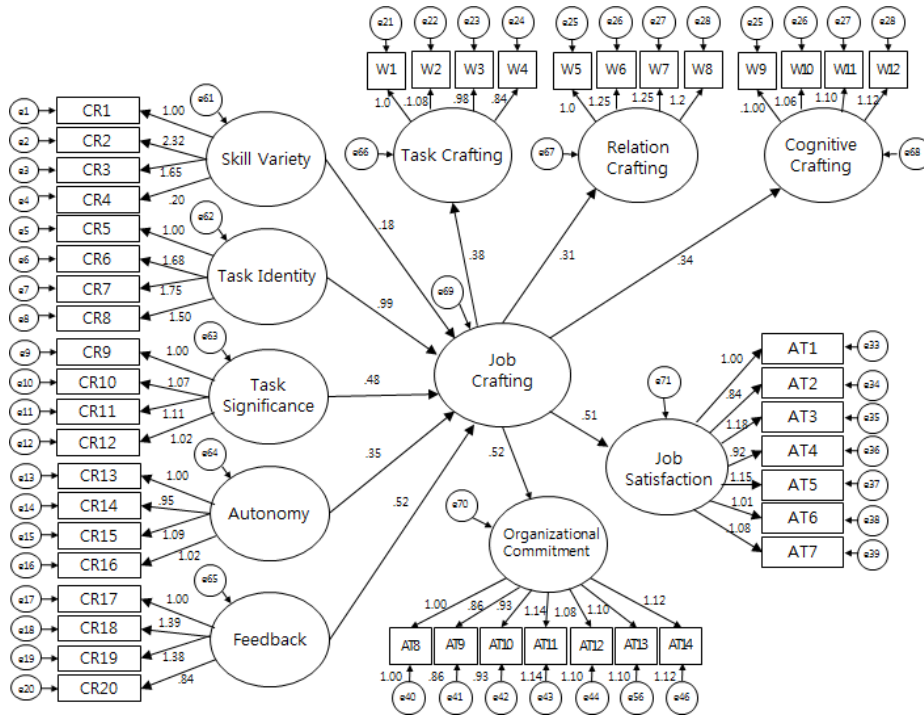 e21 e22 e23 e24 e25 e26 e27 e28 e25 e26 e27 e28
W1 W2 W3 W4 W5 W6 W7 W8 W9 W10 W11 W12
1.0 .1.08 .98 .84 1.0 1.25 1.25 1.2 .1.00 1.06 1.10 1.12
e66 Task Crafting
e67 Relation
Crafting
Cognitive
Crafting e68
e1 CR1 1.00 e61
e2 CR2 2.32
Skill Variety
e3 CR3 1.65
e4 CR4 .20
e5 CR5 1.00 e62
e6 CR6 1.68
Task Identity
e7 CR7 1.75
e8 CR8 1.50
e9 CR9 1.00 e63
e10 CR10 1.07
Task
Significance
e11 CR11 1.11
e12 CR12 1.02
e13 CR13 1.00 e64
e14 CR14 .95
Autonomy
e15 CR15 1.09
e16 CR16 1.02
e17 CR17 1.00 e65
e18 CR18 1.39
Feedback
e19 CR19 1.38
e20 CR20 .84
.18
.99
.48
.35
.52
.38
.31
.34
e69
Job
Crafting
.51
.52
e71
Job
Satisfaction
1.00 AT1 e33
.84 AT2 e34
1.18 AT3 e35
.92 AT4 e36
1.15 AT5 e37
1.01 AT6 e38
1.08 AT7 e39
e70
Organizational
Commitment
1.00 .86 .93 1.14 1.08 1.10 1.12
AT8 AT9 AT10 AT11 AT12 AT13 AT14
1.00 .86 .93 1.14 1.10 1.10 1.12
e40 e41 e42 e43 e44 e56 e46